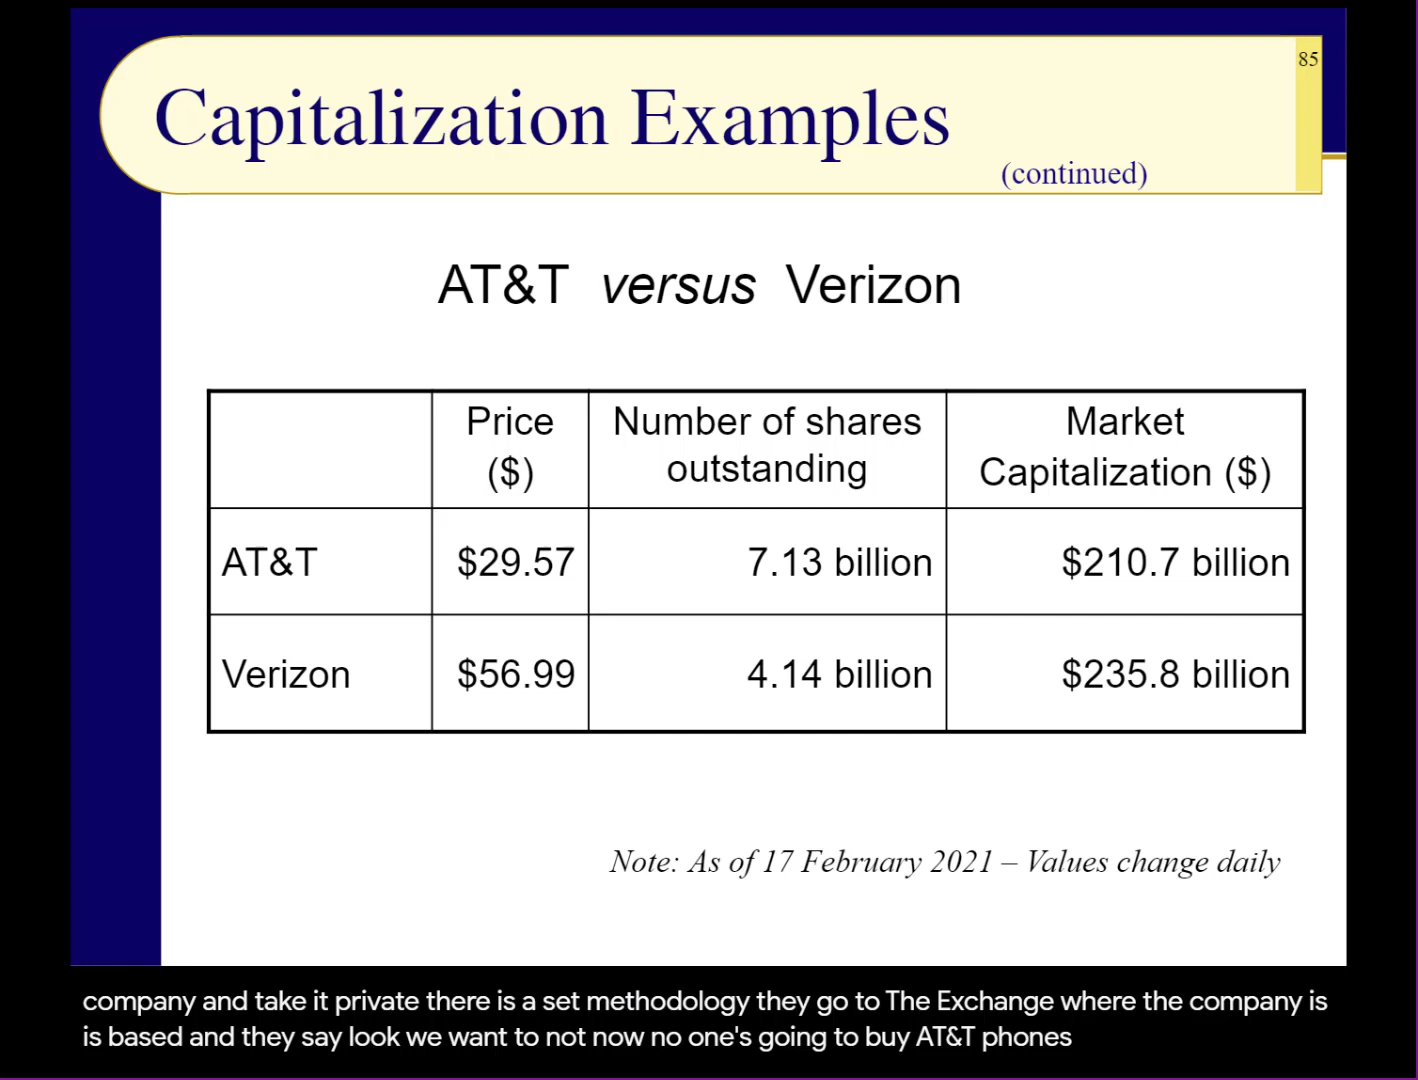 85
Capitalization Examples
(continued)
AT&T versus Verizon
Price ($) Number of shares outstanding Market Capitalization ($)
AT&T $29.57 7.13 billion $210.7 billion
Verizon $56.99 4.14 billion $235.8 billion
Note: As of 17 February 2021 – Values change daily
company and take it private there is a set methodology they go to The Exchange where the company is
is based and they say look we want to not now no one's going to buy AT&T phones